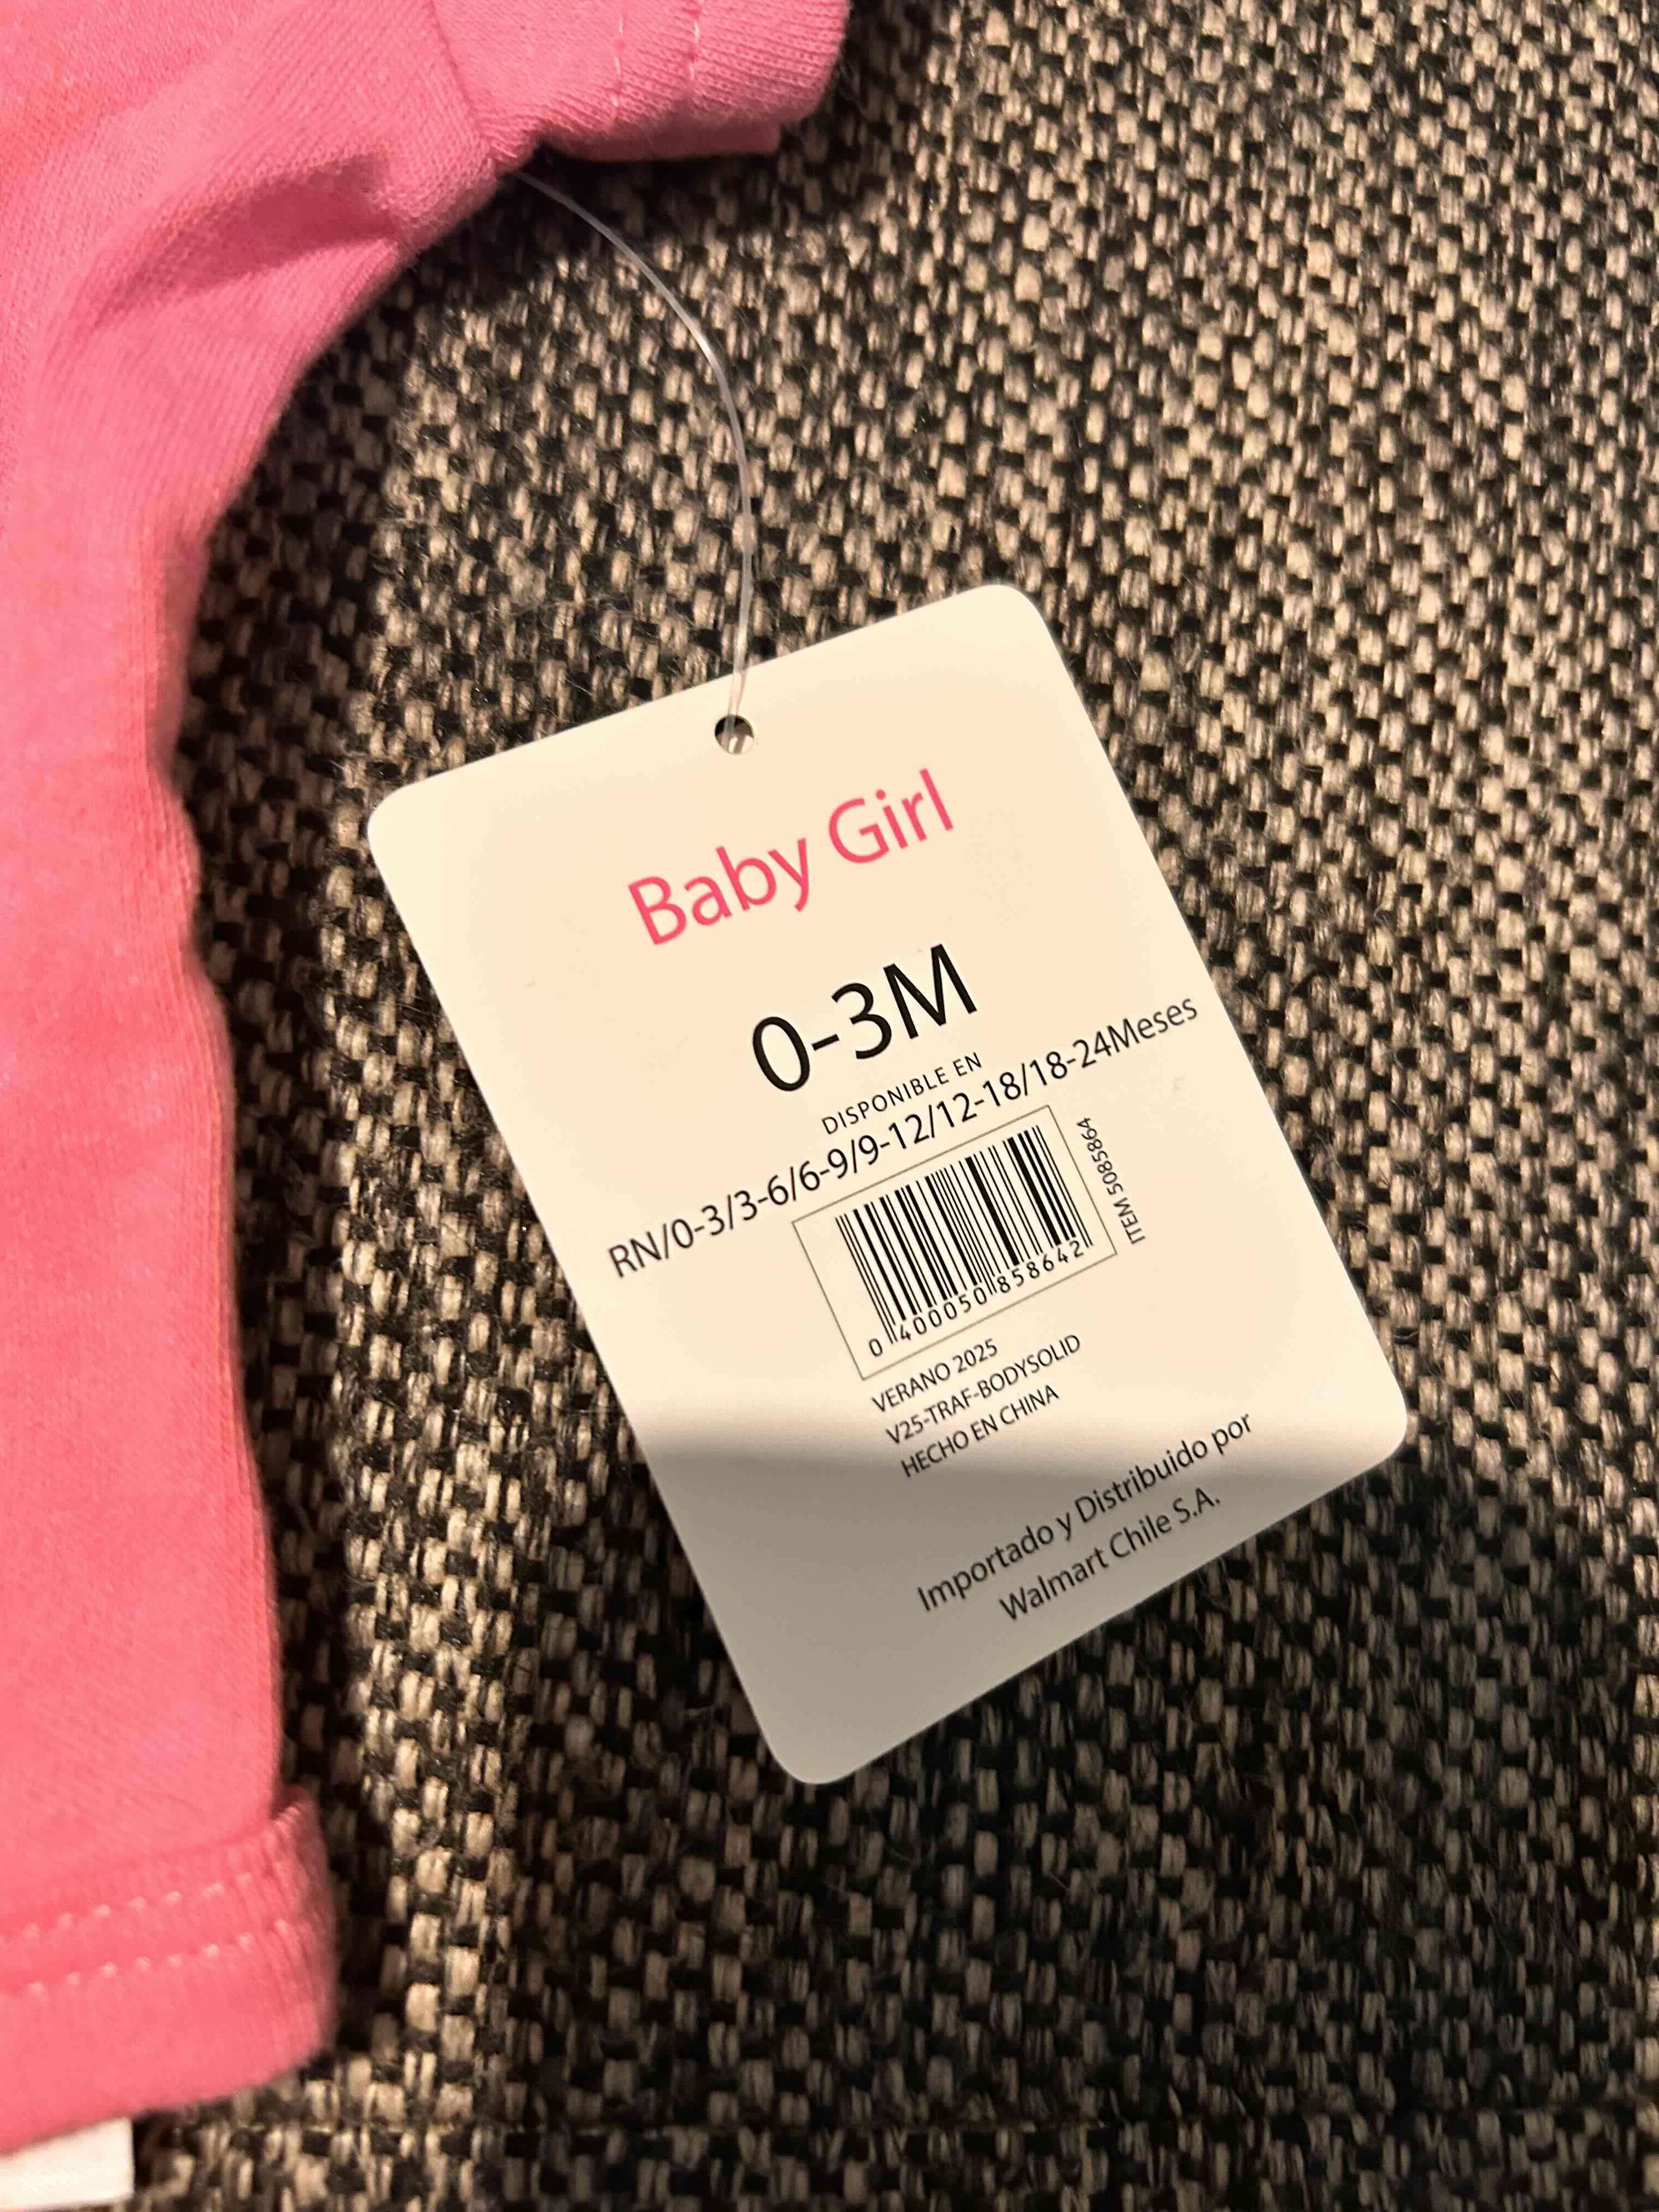 Baby Girl
0-3M
DISPONIBLE EN
RN/0-3/3-6/6-9/9-12/12-18/18-24Meses
ITEM 5085864
0 400050 858642
VERANO 2025
V25-TRAF-BODYSOLID
HECHO EN CHINA
Importado y Distribuido por
Walmart Chile S.A.